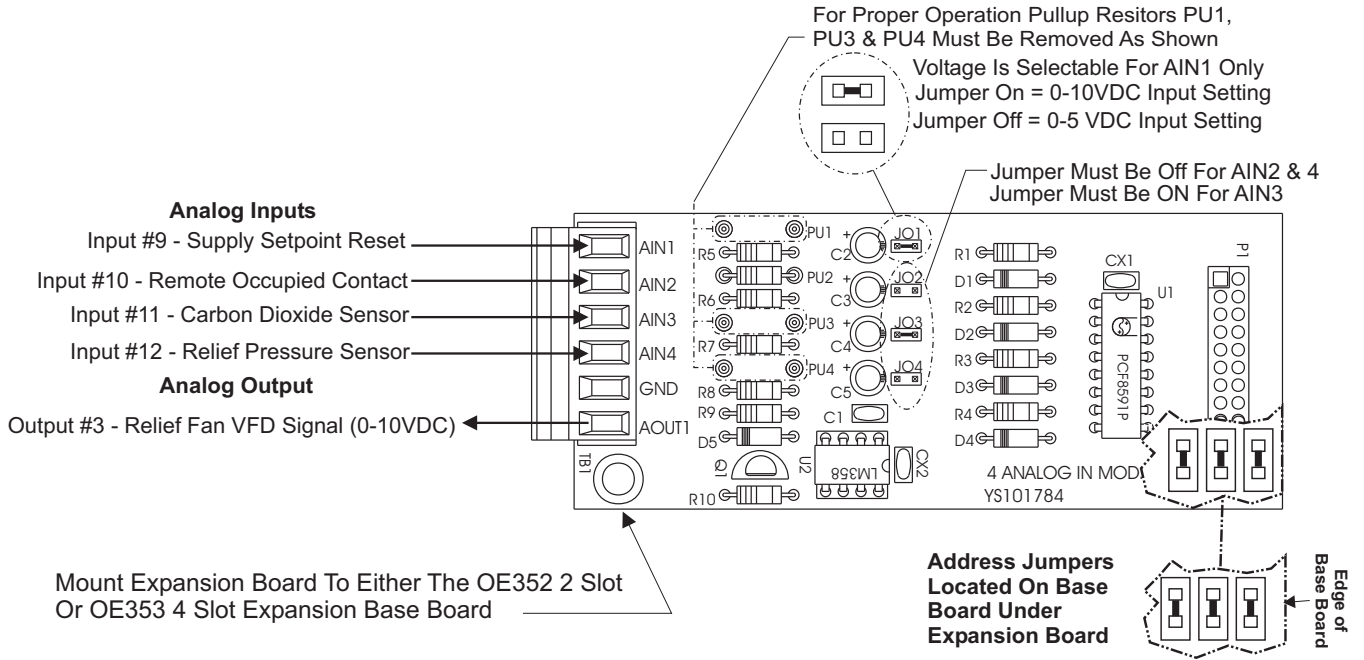 For Proper Operation Pullup Resitors PU1,
PU3 & PU4 Must Be Removed As Shown
Voltage Is Selectable For AIN1 Only
Jumper On = 0-10VDC Input Setting
Jumper Off = 0-5 VDC Input Setting
Jumper Must Be Off For AIN2 & 4
Jumper Must Be ON For AIN3
Analog Inputs
Input #9 - Supply Setpoint Reset
Input #10 - Remote Occupied Contact
Input #11 - Carbon Dioxide Sensor
Input #12 - Relief Pressure Sensor
Analog Output
Output #3 - Relief Fan VFD Signal (0-10VDC)
AIN1
AIN2
AIN3
AIN4
GND
AOUT1
TB1
PU1
R5
PU2
R6
PU3
R7
PU4
R8
R9
D5
Q1
R10
+
C2
+
C3
+
C4
+
C5
C1
U2
LM358
CX2
JO1
JO2
JO3
JO4
R1
D1
R2
D2
R3
D3
R4
D4
CX1
U1
PCF8591P
P1
4 ANALOG IN MOD
YS101784
Mount Expansion Board To Either The OE352 2 Slot
Or OE353 4 Slot Expansion Base Board
Address Jumpers
Located On Base
Board Under
Expansion Board
Edge of
Base Board